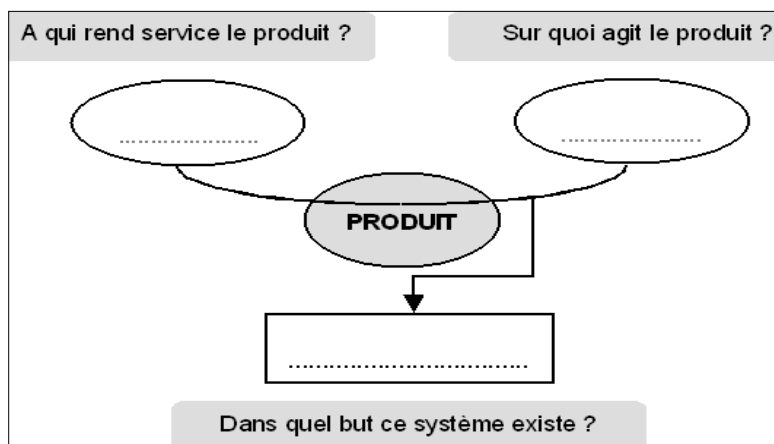 A qui rend service le produit ?
Sur quoi agit le produit ?
....................
....................
PRODUIT
..................................
Dans quel but ce système existe ?